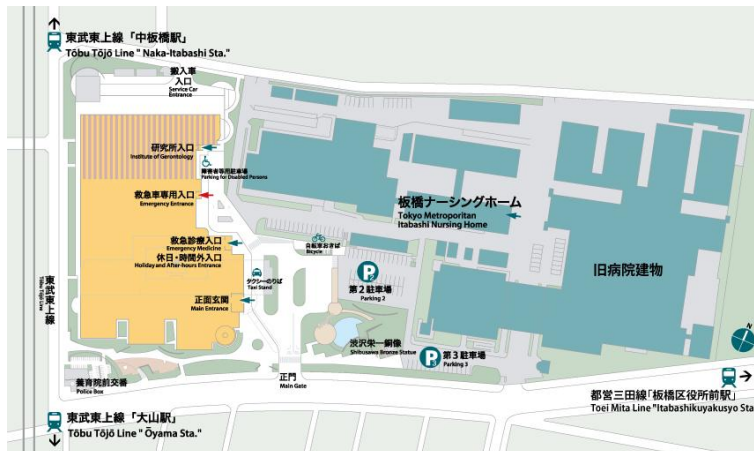 東武東上線「中板橋駅」
Tōbu Tōjō Line " Naka-Itabashi Sta."
搬入車
入口
Service Car
Entrance
研究所入口
Institute of Gerontology
障害者等用駐車場
Parking for Disabled Persons
救急車専用入口
Emergency Entrance
板橋ナーシングホーム
Tokyo Metroporitan
Itabashi Nursing Home
救急診療入口
Emergency Medicine
休日・時間外入口
Holiday and After-hours Entrance
自転車おきば
Bicycle
旧病院建物
タクシーのりば
Taxi Stand
P
第2駐車場
Parking 2
東武東上線
Tōbu Tōjō Line
正面玄関
Main Entrance
渋沢栄一銅像
Shibusawa Bronze Statue
P
第3駐車場
Parking 3
N
養育院前交番
Police Box
正門
Main Gate
都営三田線「板橋区役所前駅」
Toei Mita Line "Itabashikuyakusyo Sta
東武東上線「大山駅」
Tōbu Tōjō Line " Ōyama Sta."